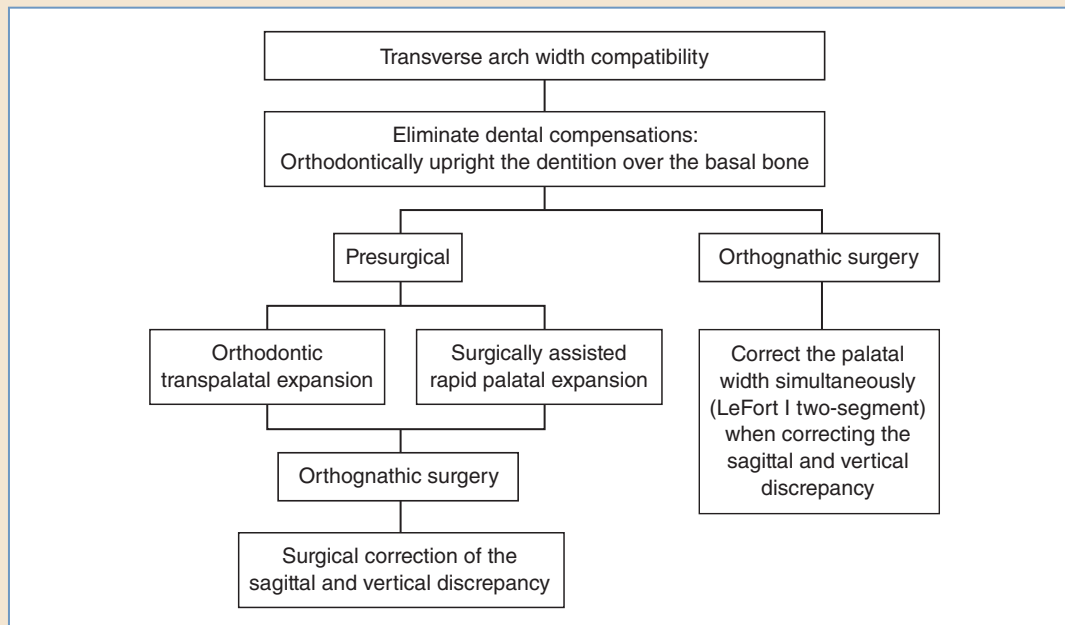 Transverse arch width compatibility
Eliminate dental compensations:
Orthodontically upright the dentition over the basal bone
Presurgical
Orthognathic surgery
Orthodontic
transpalatal expansion
Surgically assisted
rapid palatal expansion
Correct the palatal
width simultaneously
(LeFort I two-segment)
when correcting the
sagittal and vertical
discrepancy
Orthognathic surgery
Surgical correction of the
sagittal and vertical discrepancy